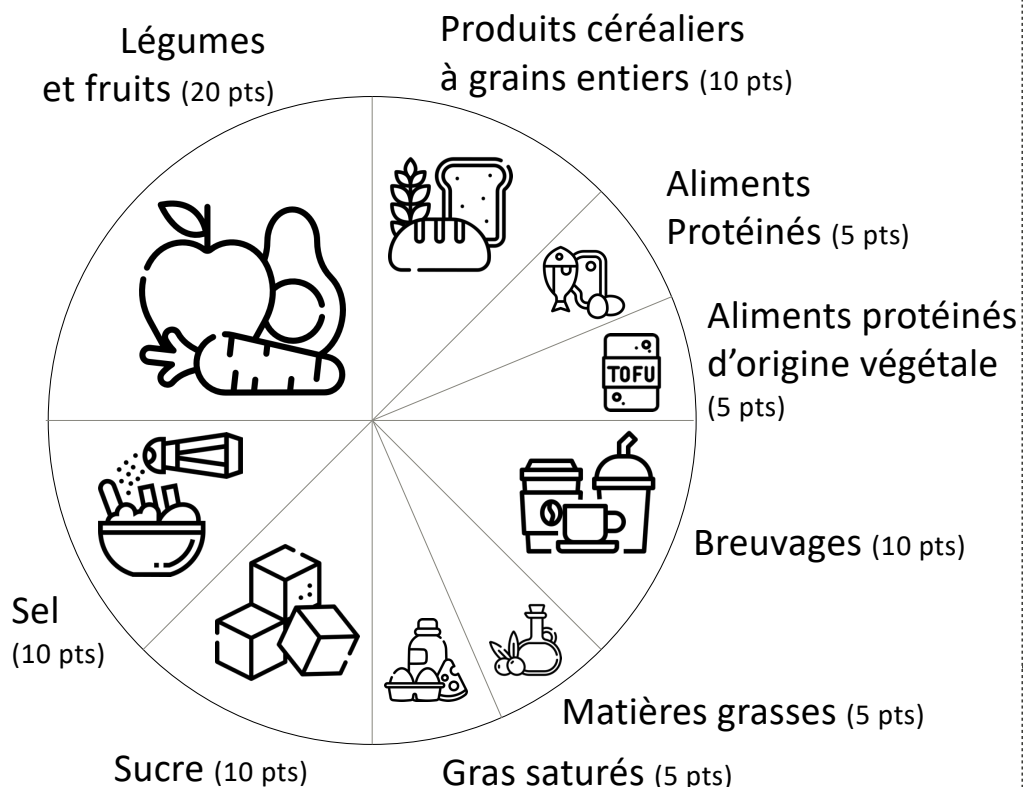 Légumes
et fruits (20 pts)
Produits céréaliers
à grains entiers (10 pts)
Aliments
Protéinés (5 pts)
Aliments protéinés
d’origine végétale
(5 pts)
TOFU
Breuvages (10 pts)
Matières grasses (5 pts)
Gras saturés (5 pts)
Sucre (10 pts)
Sel
(10 pts)